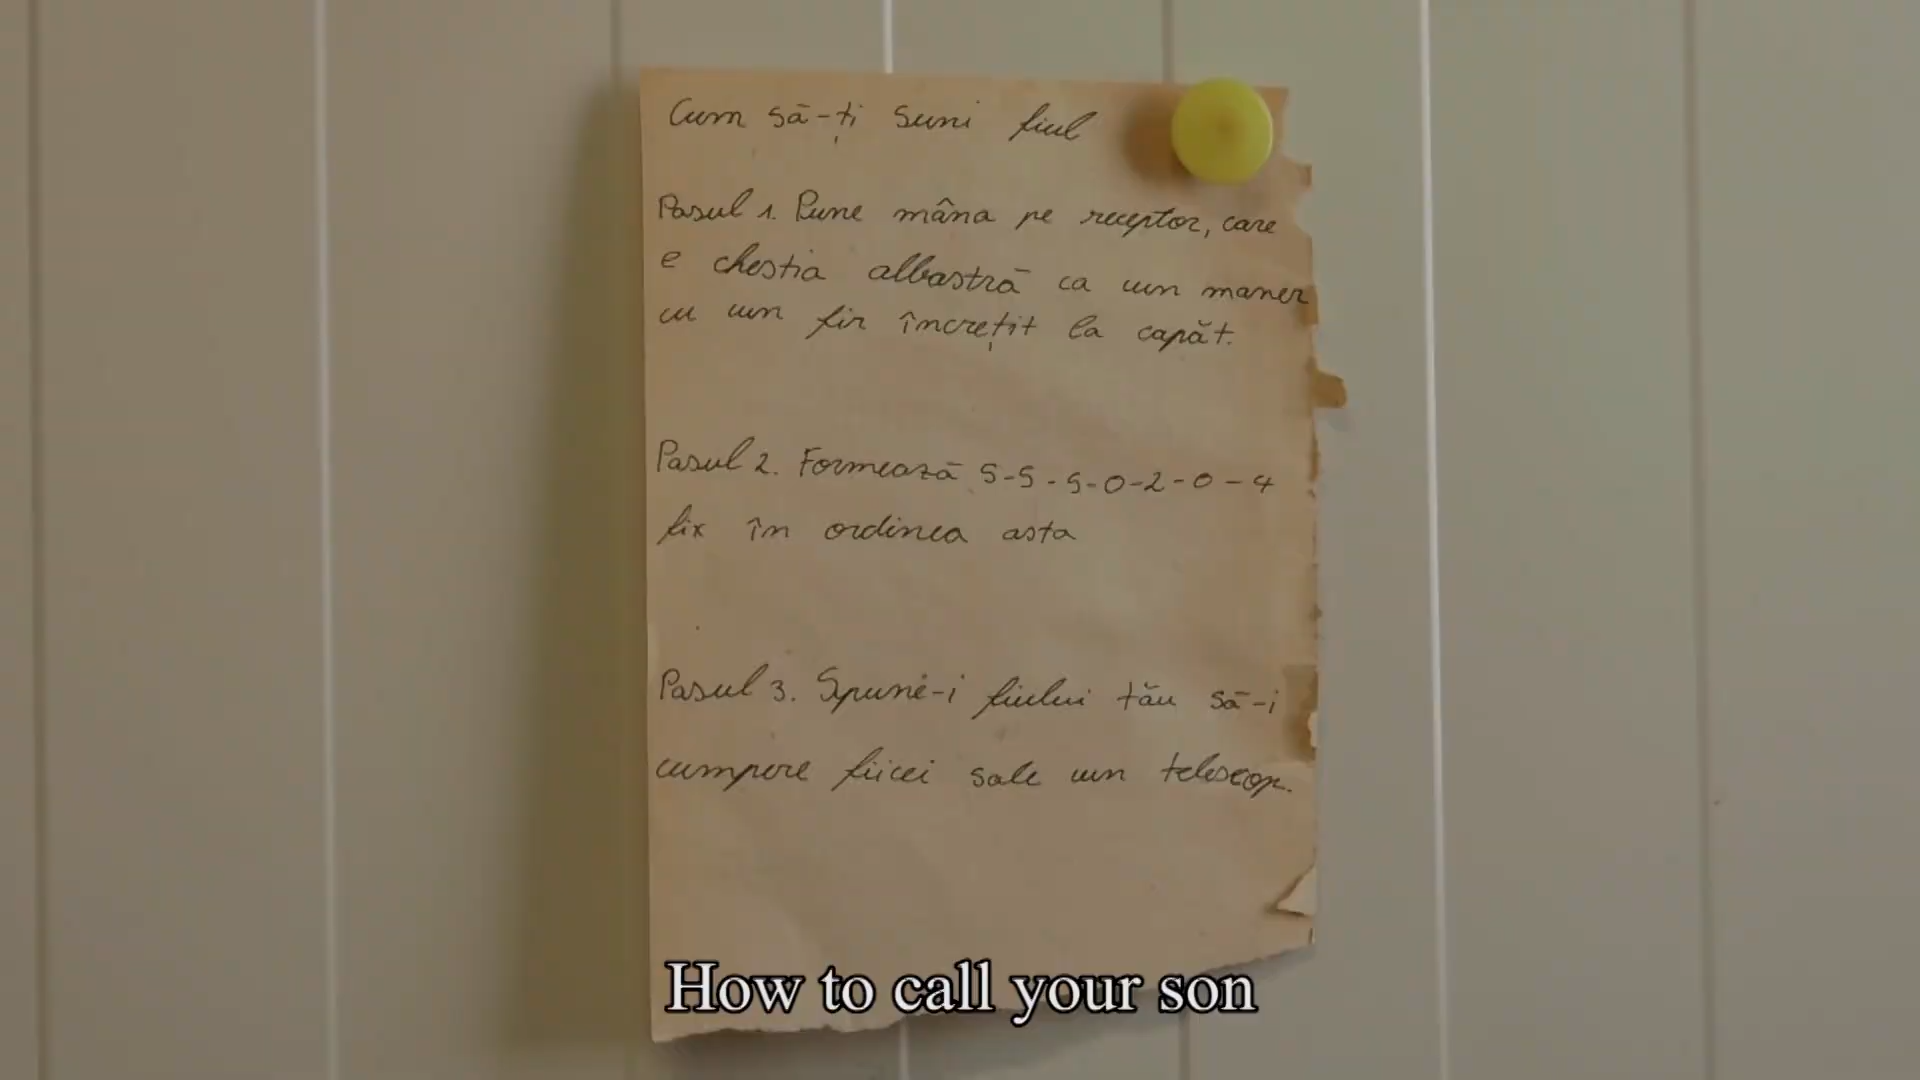 Cum să-ți suni fiul
Pasul 1. Pune mâna pe receptor, care
e chestia albastră ca un maner
cu un fir încrețit la capăt.
Pasul 2. Formează 5-5-5-0-2-0-4
fix în ordinea asta
Pasul 3. Spune-i fiului tău să-i
cumpere fiicei sale un telescop.
How to call your son